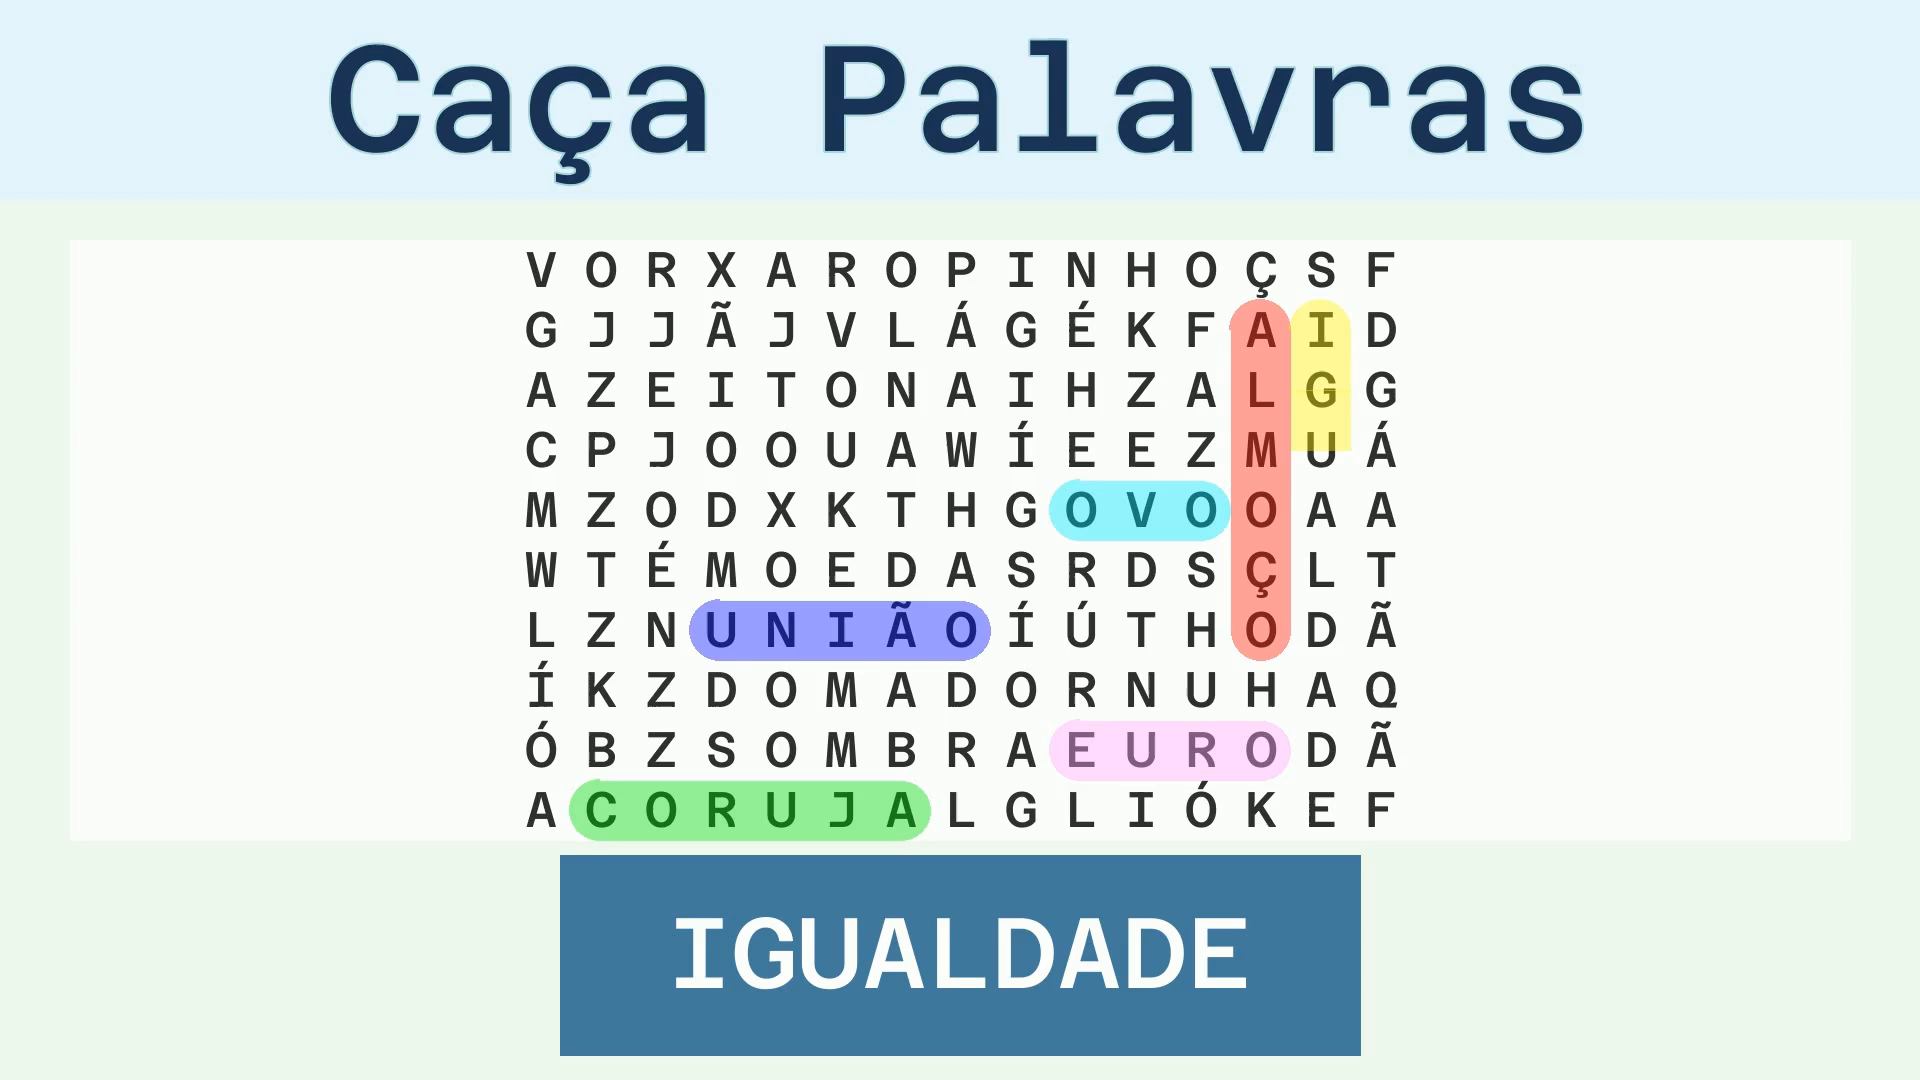 Caça Palavras
V O R X A R O P I N H O Ç S F
G J J Ã J V L Á G É K F A I D
A Z E I T O N A I H Z A L G G
C P J O O U A W Í E E Z M U Á
M Z O D X K T H G O V O O A A
W T É M O E D A S R D S Ç L T
L Z N U N I Ã O Í Ú T H O D Ã
Í K Z D O M A D O R N U H A Q
Ó B Z S O M B R A E U R O D Ã
A C O R U J A L G L I Ó K E F
IGUALDADE